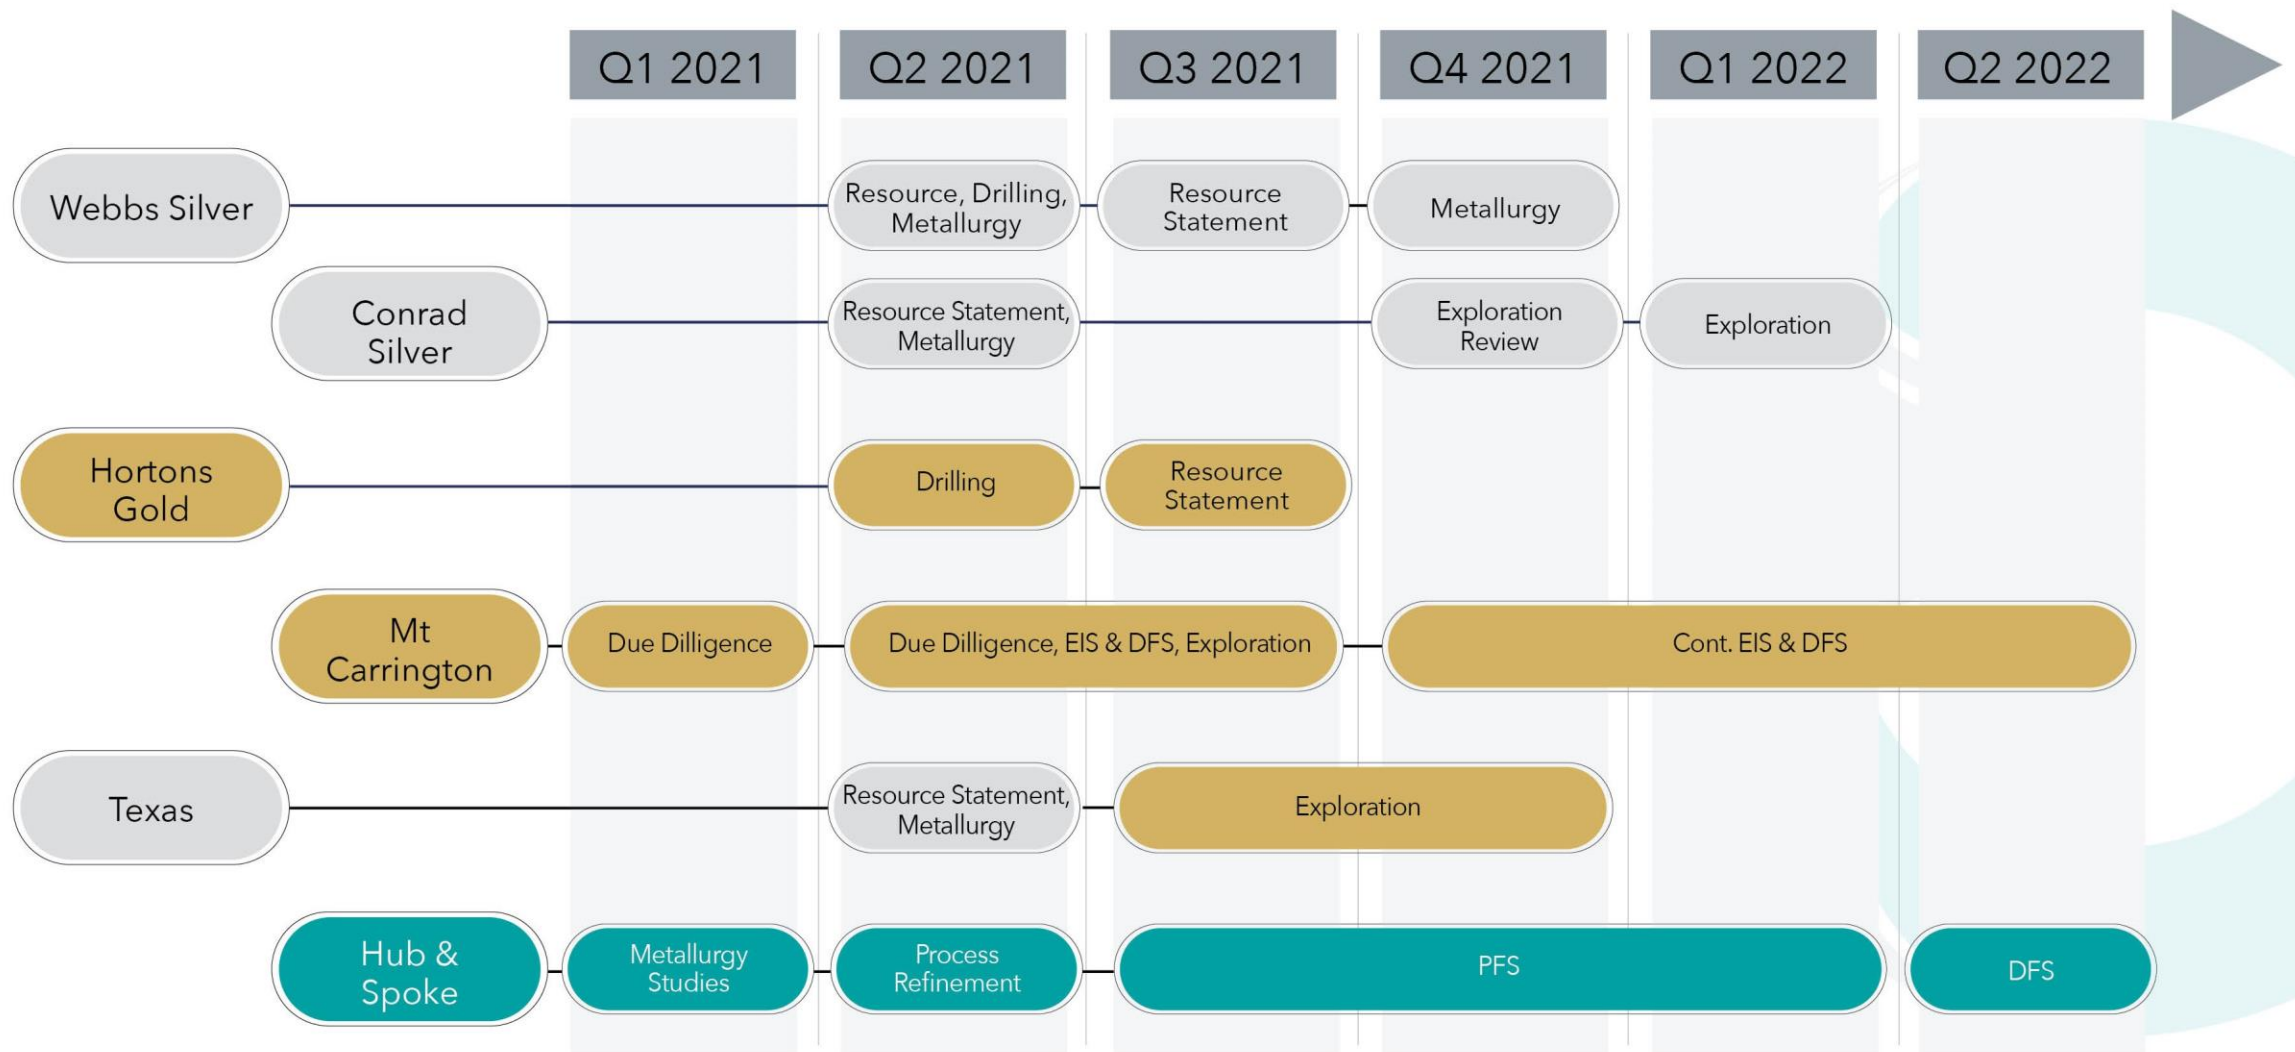 Q1 2021
Q2 2021
Q3 2021
Q4 2021
Q1 2022
Q2 2022
Webbs Silver
Resource, Drilling,
Metallurgy
Resource
Statement
Metallurgy
Conrad
Silver
Resource Statement,
Metallurgy
Exploration
Review
Exploration
Hortons
Gold
Drilling
Resource
Statement
Mt
Carrington
Due Dilligence
Due Dilligence, EIS & DFS, Exploration
Cont. EIS & DFS
Texas
Resource Statement,
Metallurgy
Exploration
Hub &
Spoke
Metallurgy
Studies
Process
Refinement
PFS
DFS